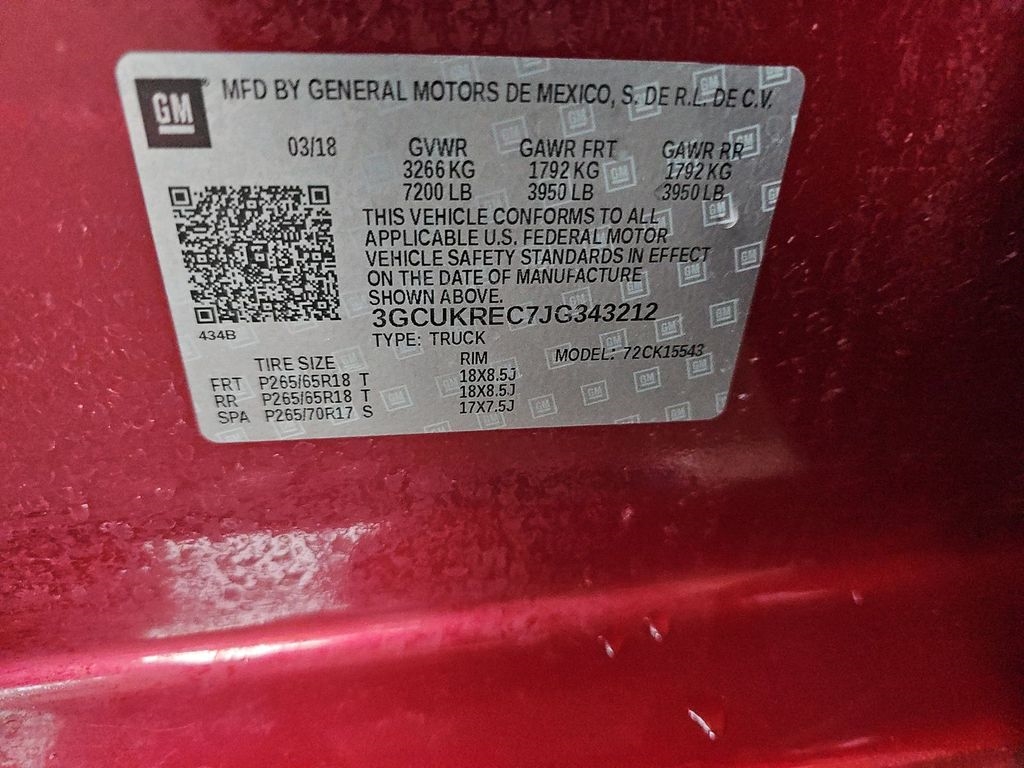 GM
MFD BY GENERAL MOTORS DE MEXICO, S. DE R.L. DE C.V.
03/18 GVWR GAWR FRT GAWR RR
3266 KG 1792 KG 1792 KG
7200 LB 3950 LB 3950 LB
THIS VEHICLE CONFORMS TO ALL
APPLICABLE U.S. FEDERAL MOTOR
VEHICLE SAFETY STANDARDS IN EFFECT
ON THE DATE OF MANUFACTURE
SHOWN ABOVE.
3GCUKREC7JG343212
434B TYPE: TRUCK
TIRE SIZE RIM MODEL: 72CK15543
FRT P265/65R18 T 18X8.5J
RR P265/65R18 T 18X8.5J
SPA P265/70R17 S 17X7.5J